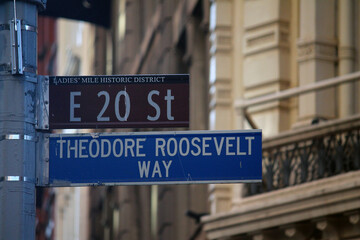 LADIES' MILE HISTORIC DISTRICT
E 20 St
THEODORE ROOSEVELT
WAY